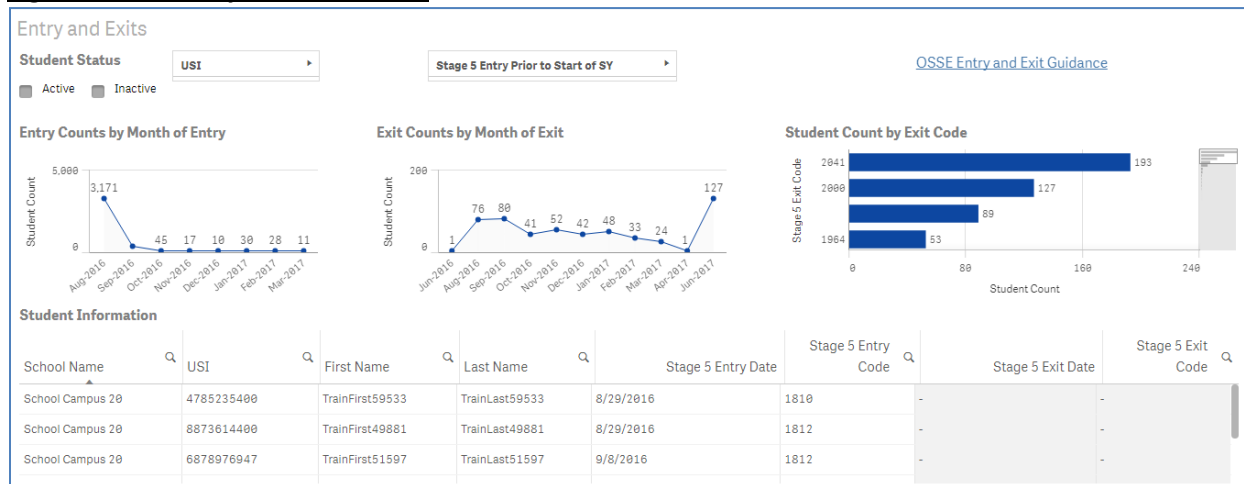 Entry and Exits
Student Status
USI
Stage 5 Entry Prior to Start of SY
OSSE Entry and Exit Guidance
Active Inactive
Entry Counts by Month of Entry
Student Count
5,000
0
3,171
45 17 10 30 28 11
Aug-2016 Sep-2016 Oct-2016 Nov-2016 Dec-2016 Jan-2017 Feb-2017 Mar-2017
Exit Counts by Month of Exit
Student Count
200
0
1 76 80 41 52 42 48 33 24 1 127
Jun-2016 Aug-2016 Sep-2016 Oct-2016 Nov-2016 Dec-2016 Jan-2017 Feb-2017 Mar-2017 Apr-2017 Jun-2017
Student Count by Exit Code
Stage 5 Exit Code
2041 193
2000 127
89
1964 53
0 80 160 240
Student Count
Student Information
School Name USI First Name Last Name Stage 5 Entry Date Stage 5 Entry Code Stage 5 Exit Date Stage 5 Exit Code
School Campus 20 4785235400 TrainFirst59533 TrainLast59533 8/29/2016 1810 - -
School Campus 20 8873614400 TrainFirst49881 TrainLast49881 8/29/2016 1812 - -
School Campus 20 6878976947 TrainFirst51597 TrainLast51597 9/8/2016 1812 - -